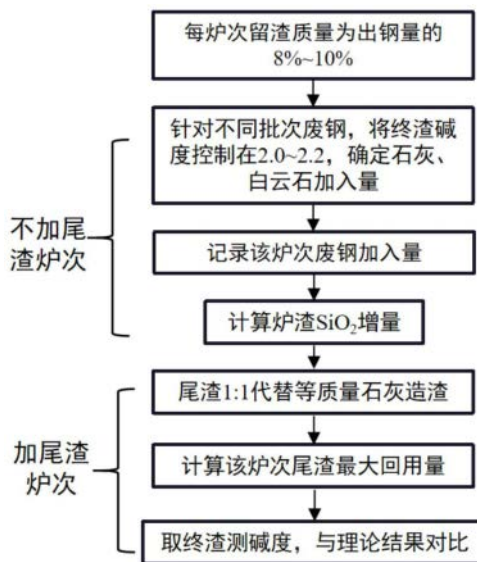 每炉次留渣质量为出钢量的
8%~10%
针对不同批次废钢，将终渣碱
度控制在2.0~2.2，确定石灰、
白云石加入量
不加尾
渣炉次
记录该炉次废钢加入量
计算炉渣SiO₂增量
尾渣1:1代替等质量石灰造渣
加尾渣
炉次
计算该炉次尾渣最大回用量
取终渣测碱度，与理论结果对比